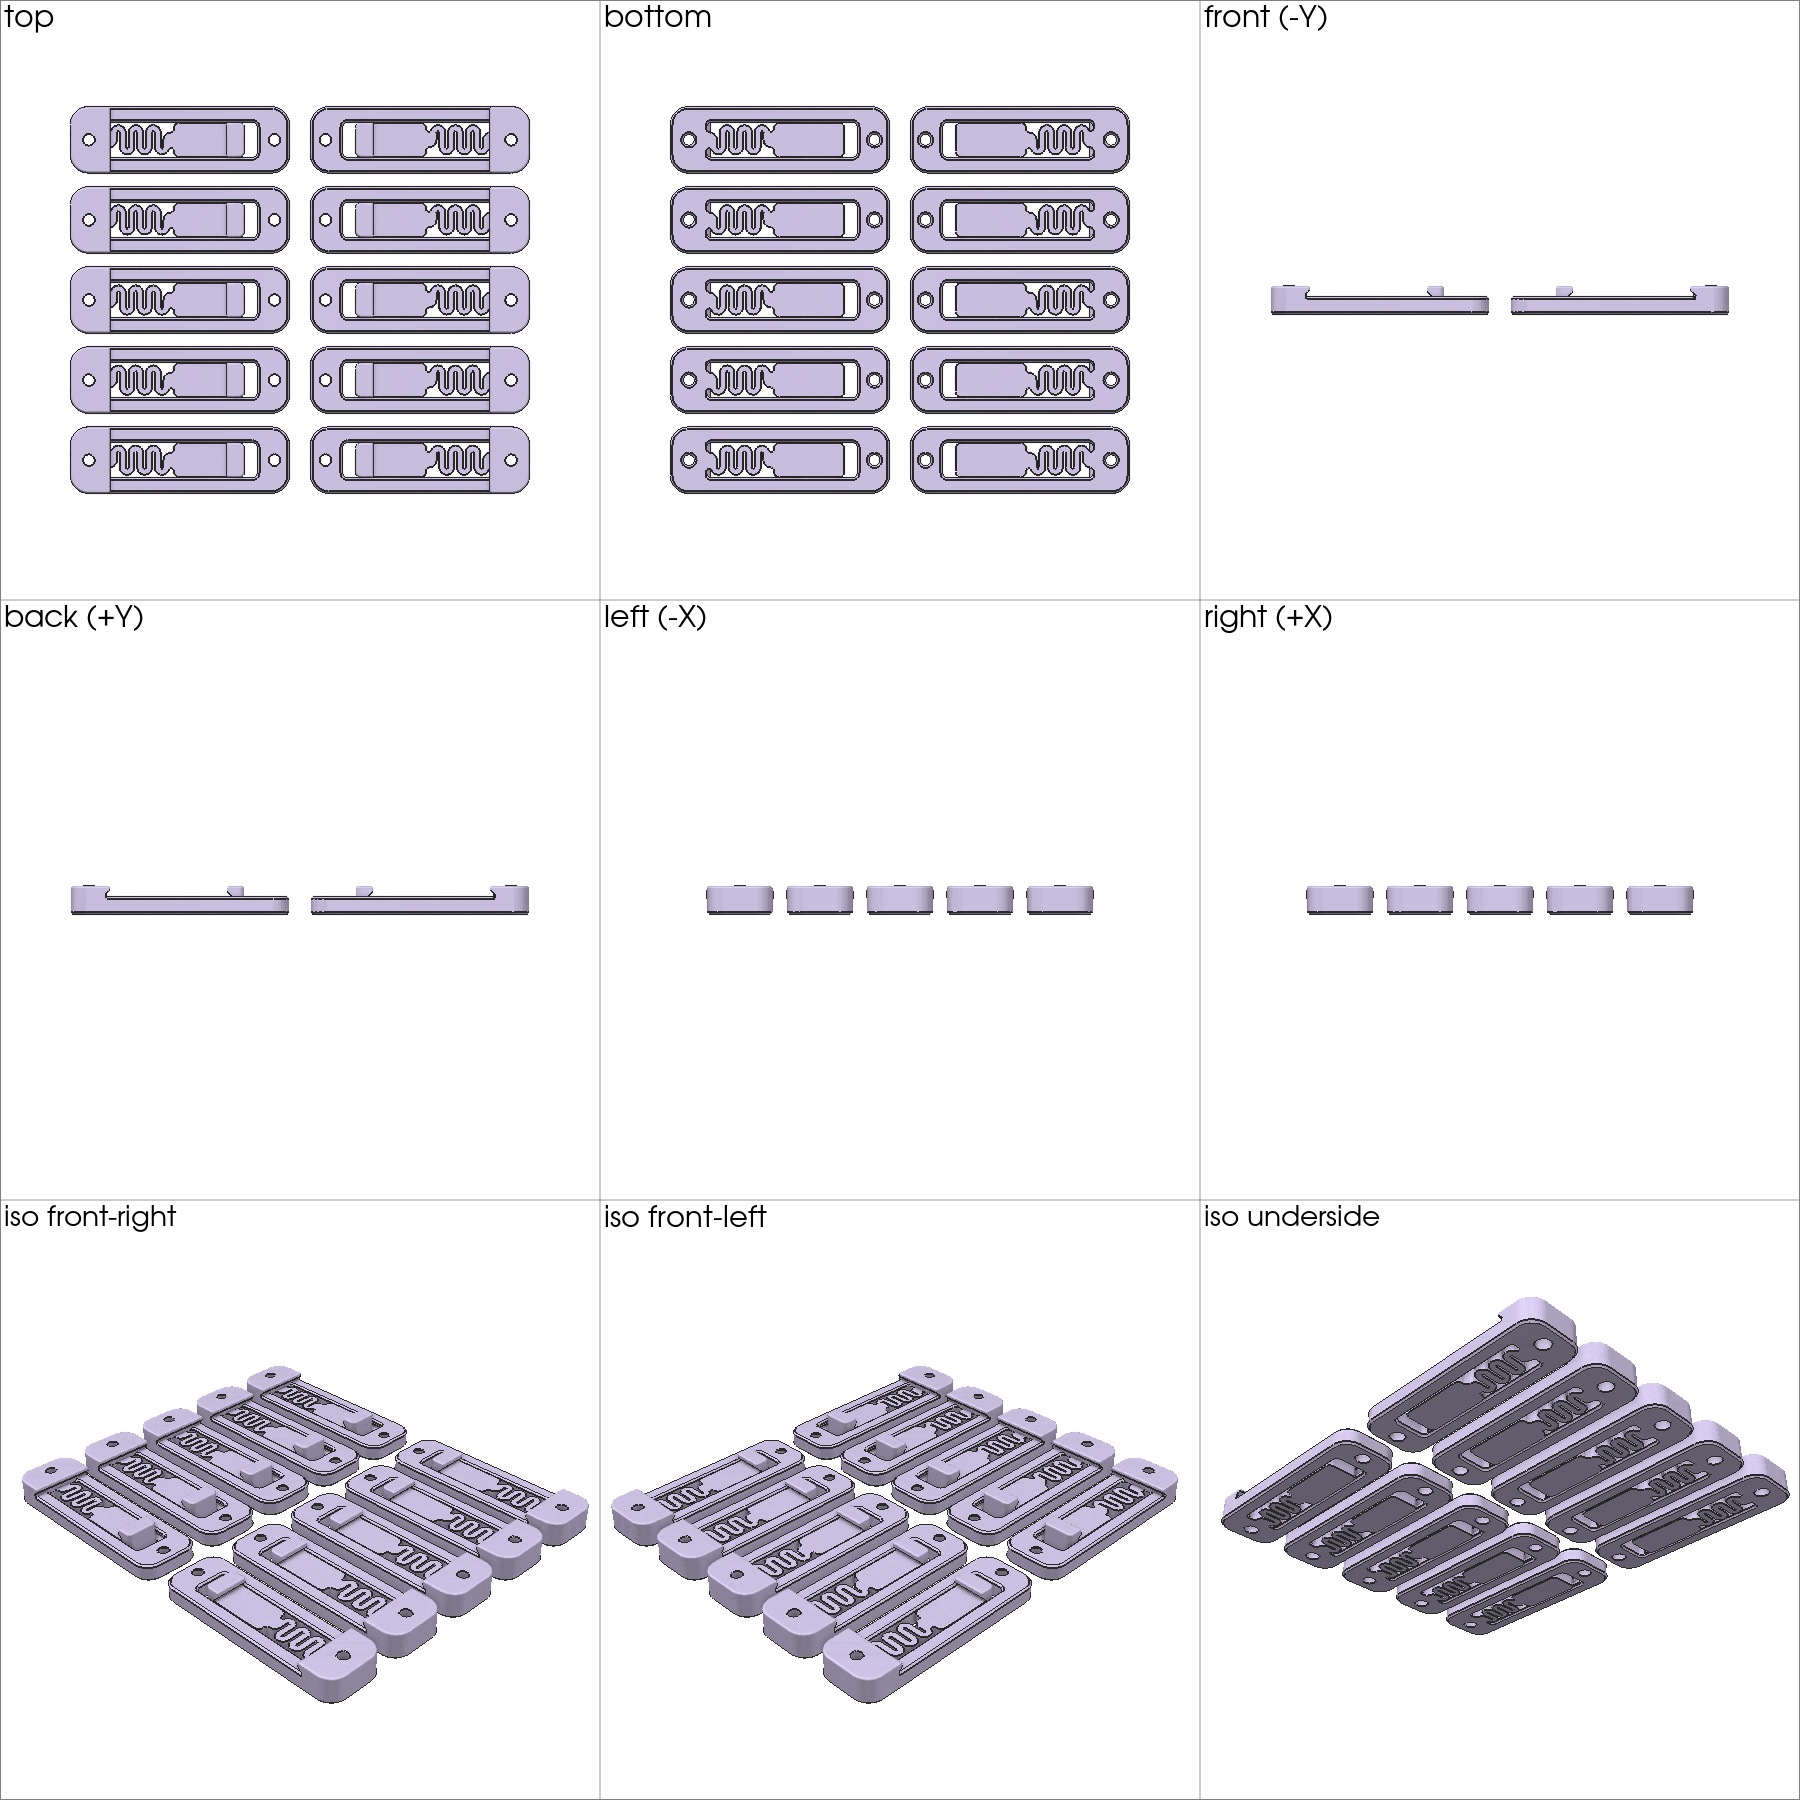 top
bottom
front (-Y)
back (+Y)
left (-X)
right (+X)
iso front-right
iso front-left
iso underside